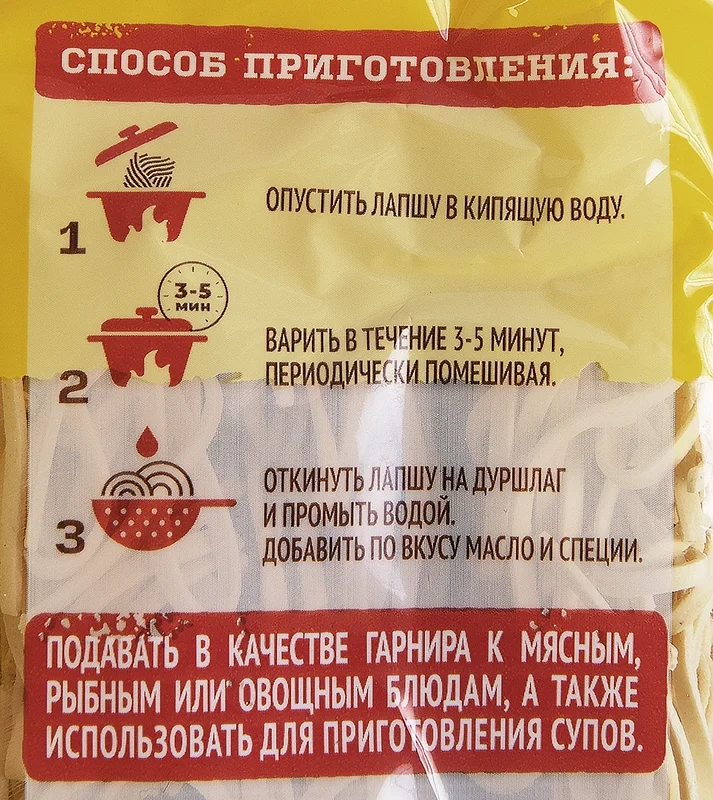 СПОСОБ ПРИГОТОВЛЕНИЯ:
1
ОПУСТИТЬ ЛАПШУ В КИПЯЩУЮ ВОДУ.
3-5
МИН
2
ВАРИТЬ В ТЕЧЕНИЕ 3-5 МИНУТ,
ПЕРИОДИЧЕСКИ ПОМЕШИВАЯ.
3
ОТКИНУТЬ ЛАПШУ НА ДУРШЛАГ
И ПРОМЫТЬ ВОДОЙ.
ДОБАВИТЬ ПО ВКУСУ МАСЛО И СПЕЦИИ.
ПОДАВАТЬ В КАЧЕСТВЕ ГАРНИРА К МЯСНЫМ,
РЫБНЫМ ИЛИ ОВОЩНЫМ БЛЮДАМ, А ТАКЖЕ
ИСПОЛЬЗОВАТЬ ДЛЯ ПРИГОТОВЛЕНИЯ СУПОВ.